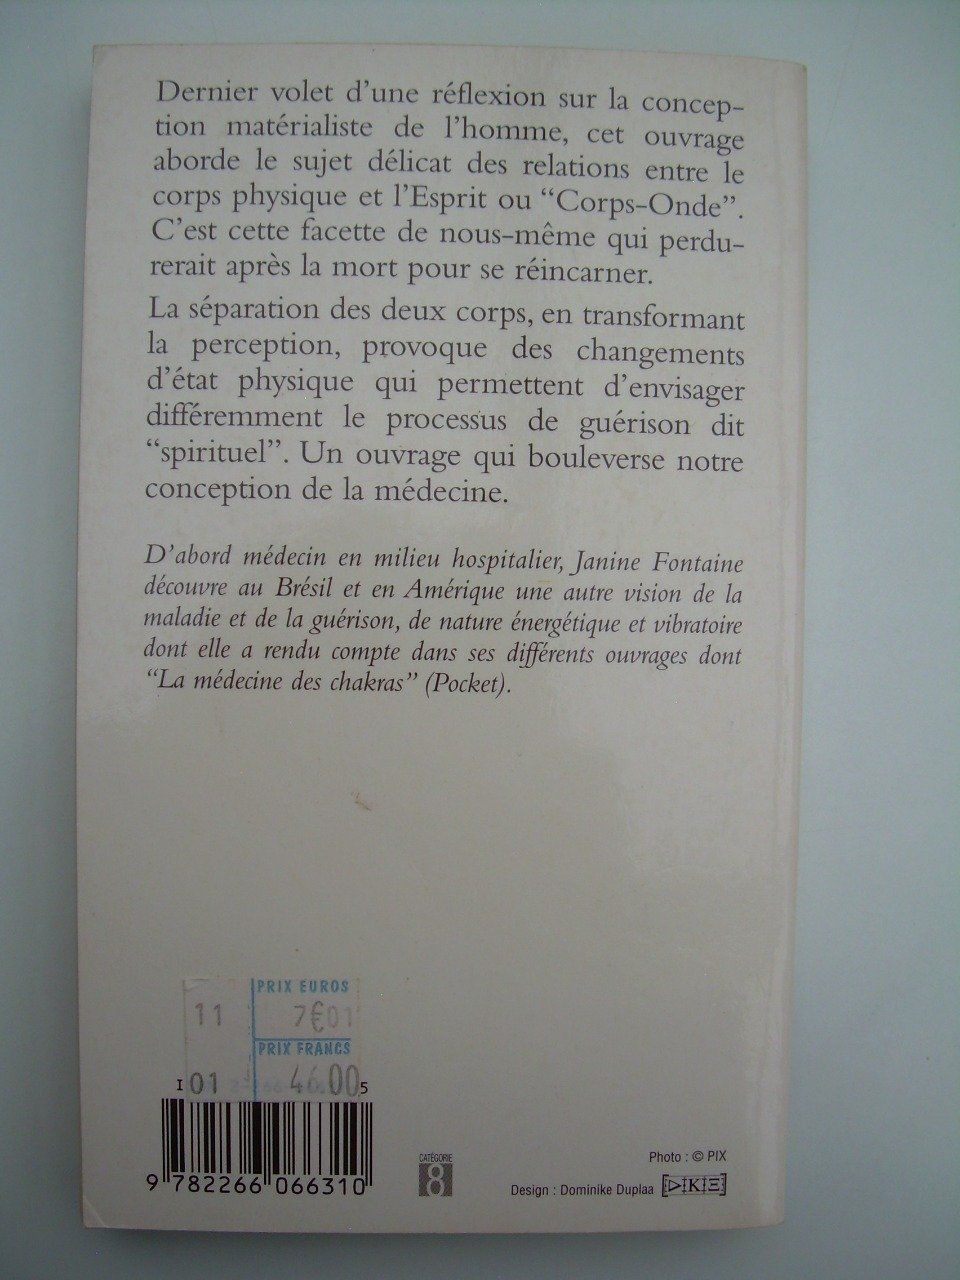 Dernier volet d'une réflexion sur la concep-
tion matérialiste de l'homme, cet ouvrage
aborde le sujet délicat des relations entre le
corps physique et l'Esprit ou “Corps-Onde”.
C'est cette facette de nous-même qui perdu-
rerait après la mort pour se réincarner.
La séparation des deux corps, en transformant
la perception, provoque des changements
d'état physique qui permettent d'envisager
différemment le processus de guérison dit
“spirituel”. Un ouvrage qui bouleverse notre
conception de la médecine.
D'abord médecin en milieu hospitalier, Janine Fontaine
découvre au Brésil et en Amérique une autre vision de la
maladie et de la guérison, de nature énergétique et vibratoire
dont elle a rendu compte dans ses différents ouvrages dont
“La médecine des chakras” (Pocket).
PRIX EUROS
11 7€01
PRIX FRANCS
01 46.00
I 5
9 782266 066310
CATÉGORIE
8
Photo : © PIX
Design : Dominike Duplaa